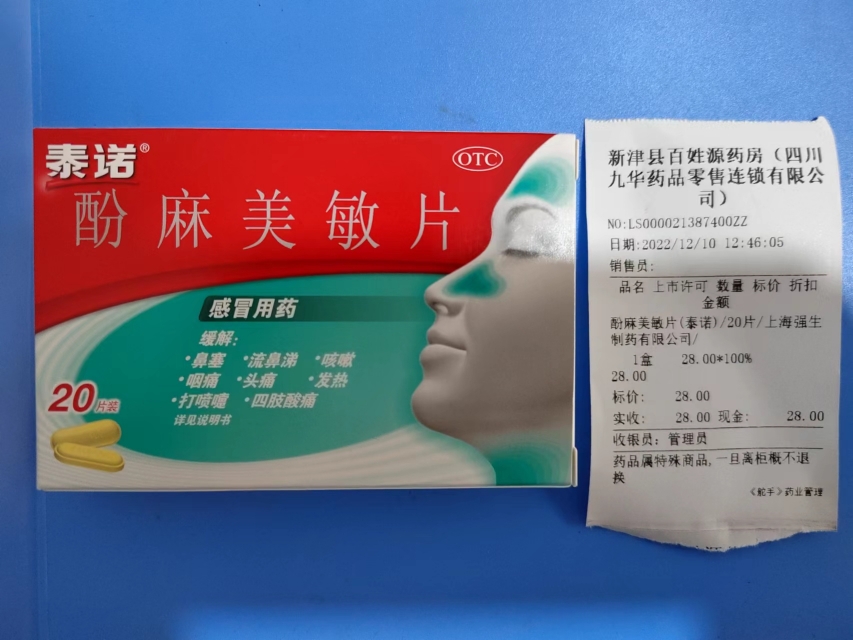 泰诺®
OTC
酚麻美敏片
感冒用药
缓解:
·鼻塞 ·流鼻涕 ·咳嗽
·咽痛 ·头痛 ·发热
·打喷嚏 ·四肢酸痛
详见说明书
20片装
新津县百姓源药房（四川
九华药品零售连锁有限公
司）
NO:LS000021387400ZZ
日期:2022/12/10 12:46:05
销售员:
品名 上市许可 数量 标价 折扣
金额
酚麻美敏片(泰诺)/20片/上海强生
制药有限公司/
1盒 28.00*100%
28.00
标价: 28.00
实收: 28.00 现金: 28.00
收银员: 管理员
药品属特殊商品,一旦离柜概不退
换
《舵手》药业管理